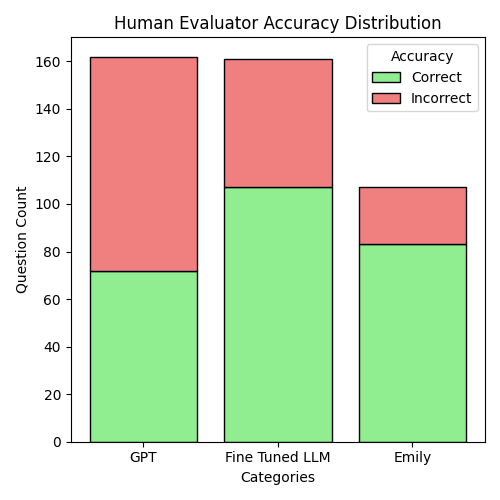 Human Evaluator Accuracy Distribution
Accuracy
Correct
Incorrect
Question Count
160
140
120
100
80
60
40
20
0
GPT
Fine Tuned LLM
Emily
Categories